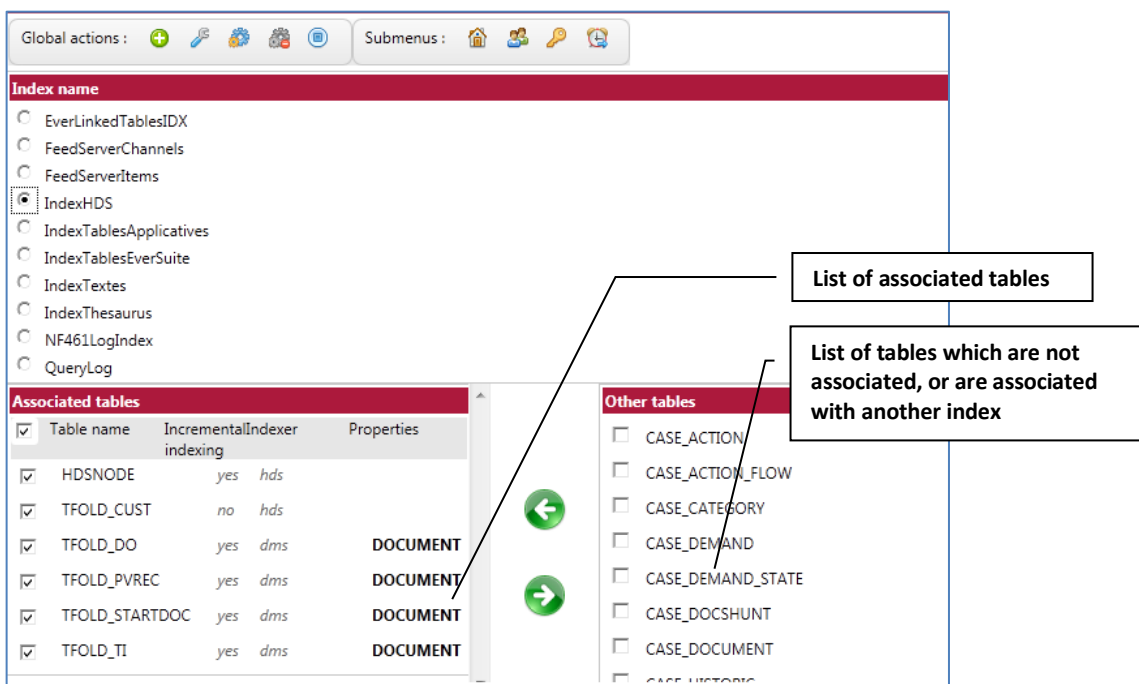 Global actions :
Submenus :
Index name
EverLinkedTablesIDX
FeedServerChannels
FeedServerItems
IndexHDS
IndexTablesApplicatives
IndexTablesEverSuite
IndexTextes
IndexThesaurus
NF461LogIndex
QueryLog
List of associated tables
List of tables which are not
associated, or are associated
with another index
Associated tables
Table name IncrementalIndexer Properties
indexing
HDSNODE yes hds
TFOLD_CUST no hds
TFOLD_DO yes dms DOCUMENT
TFOLD_PVREC yes dms DOCUMENT
TFOLD_STARTDOC yes dms DOCUMENT
TFOLD_TI yes dms DOCUMENT
Other tables
CASE_ACTION
CASE_ACTION_FLOW
CASE_CATEGORY
CASE_DEMAND
CASE_DEMAND_STATE
CASE_DOCSHUNT
CASE_DOCUMENT
CASE_HISTORIC